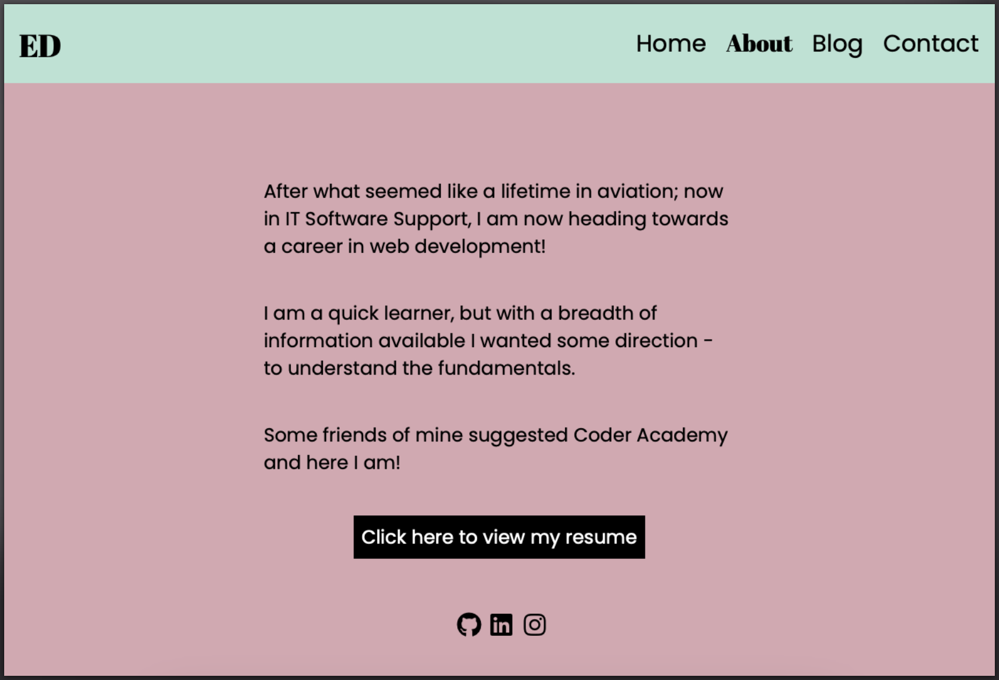 ED
Home About Blog Contact
After what seemed like a lifetime in aviation; now
in IT Software Support, I am now heading towards
a career in web development!
I am a quick learner, but with a breadth of
information available I wanted some direction -
to understand the fundamentals.
Some friends of mine suggested Coder Academy
and here I am!
Click here to view my resume
in